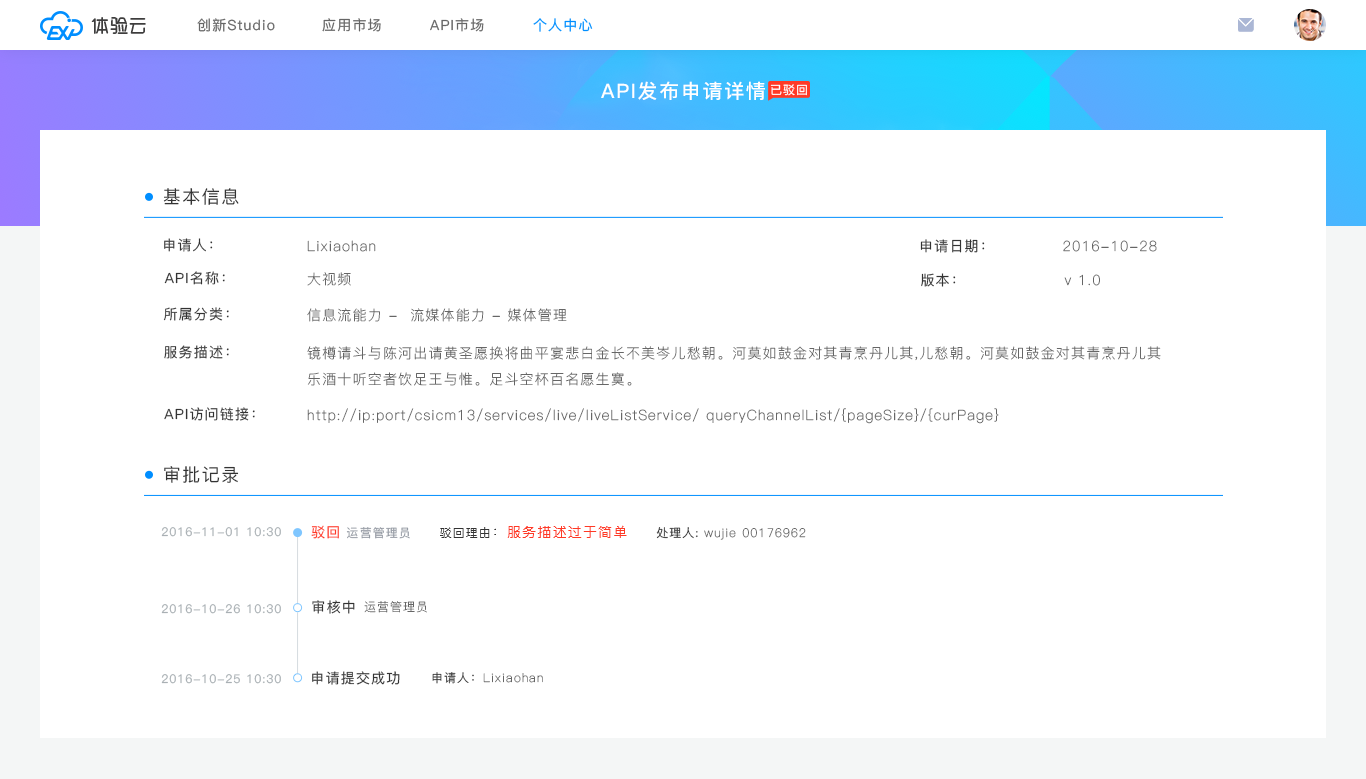 EXP 体验云 创新Studio 应用市场 API市场 个人中心
API发布申请详情 已驳回
基本信息
申请人： Lixiaohan 申请日期： 2016-10-28
API名称： 大视频 版本： v 1.0
所属分类： 信息流能力 - 流媒体能力 - 媒体管理
服务描述： 镜樽请斗与陈河出请黄圣愿换将曲平宴悲白金长不美岑儿愁朝。河莫如鼓金对其青烹丹儿其,儿愁朝。河莫如鼓金对其青烹丹儿其
乐酒十听空者饮足王与惟。足斗空杯百名愿生寞。
API访问链接： http://ip:port/csicm13/services/live/liveListService/ queryChannelList/{pageSize}/{curPage}
审批记录
2016-11-01 10:30 驳回 运营管理员 驳回理由： 服务描述过于简单 处理人: wujie 00176962
2016-10-26 10:30 审核中 运营管理员
2016-10-25 10:30 申请提交成功 申请人： Lixiaohan